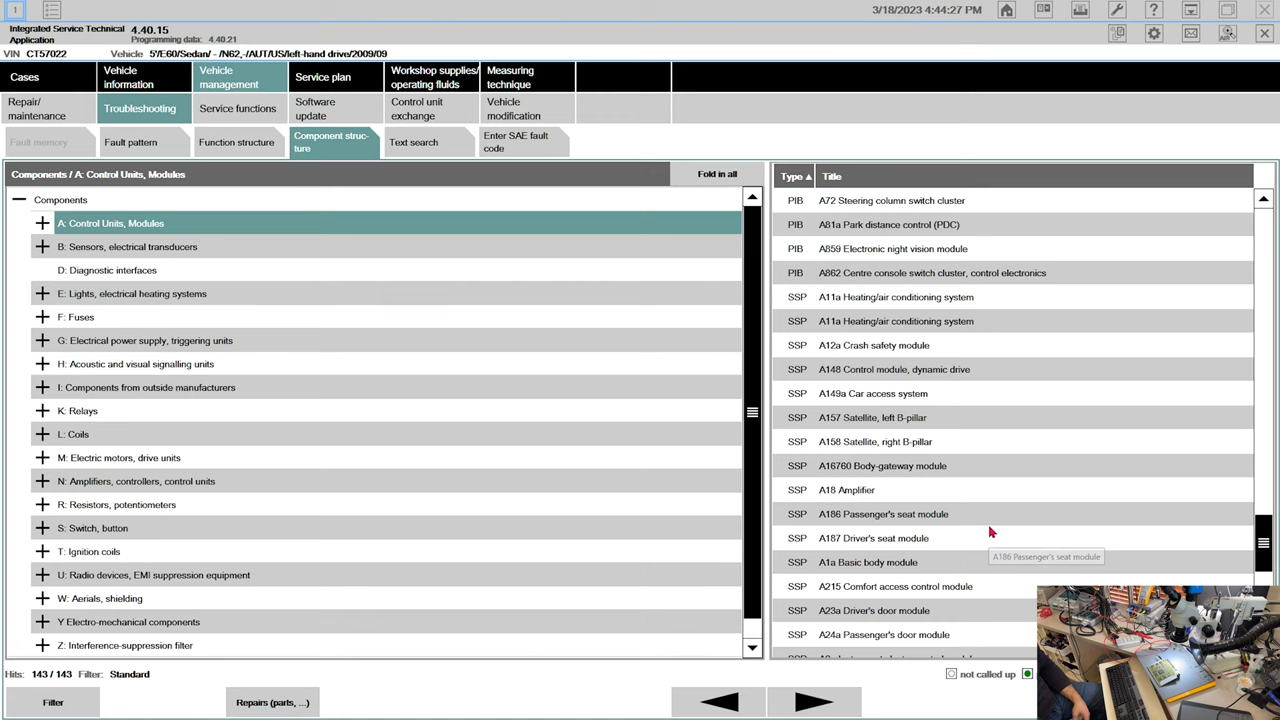 1
3/18/2023 4:44:27 PM
Integrated Service Technical
Application
4.40.15
Programming data: 4.40.21
VIN CT57022 Vehicle 5'/E60/Sedan/ - /N62,-/AUT/US/left-hand drive/2009/09
Cases
Vehicle
information
Vehicle
management
Service plan
Workshop supplies/
operating fluids
Measuring
technique
Repair/
maintenance
Troubleshooting
Service functions
Software
update
Control unit
exchange
Vehicle
modification
Fault memory
Fault pattern
Function structure
Component struc-
ture
Text search
Enter SAE fault
code
Components / A: Control Units, Modules
Fold in all
Components
A: Control Units, Modules
B: Sensors, electrical transducers
D: Diagnostic interfaces
E: Lights, electrical heating systems
F: Fuses
G: Electrical power supply, triggering units
H: Acoustic and visual signalling units
I: Components from outside manufacturers
K: Relays
L: Coils
M: Electric motors, drive units
N: Amplifiers, controllers, control units
R: Resistors, potentiometers
S: Switch, button
T: Ignition coils
U: Radio devices, EMI suppression equipment
W: Aerials, shielding
Y Electro-mechanical components
Z: Interference-suppression filter
Type Title
PIB A72 Steering column switch cluster
PIB A81a Park distance control (PDC)
PIB A859 Electronic night vision module
PIB A862 Centre console switch cluster, control electronics
SSP A11a Heating/air conditioning system
SSP A11a Heating/air conditioning system
SSP A12a Crash safety module
SSP A148 Control module, dynamic drive
SSP A149a Car access system
SSP A157 Satellite, left B-pillar
SSP A158 Satellite, right B-pillar
SSP A16760 Body-gateway module
SSP A18 Amplifier
SSP A186 Passenger's seat module
SSP A187 Driver's seat module
A186 Passenger's seat module
SSP A1a Basic body module
SSP A215 Comfort access control module
SSP A23a Driver's door module
SSP A24a Passenger's door module
Hits: 143 / 143 Filter: Standard
not called up
Filter
Repairs (parts, ...)